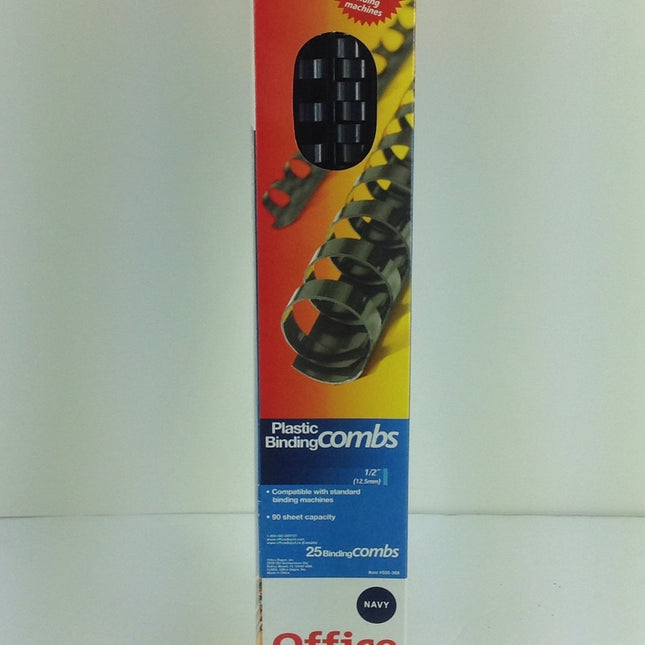 machines
Plastic
Binding combs
1/2"
(12.5mm)
• Compatible with standard
binding machines
• 90 sheet capacity
25 Binding combs
NAVY
Office